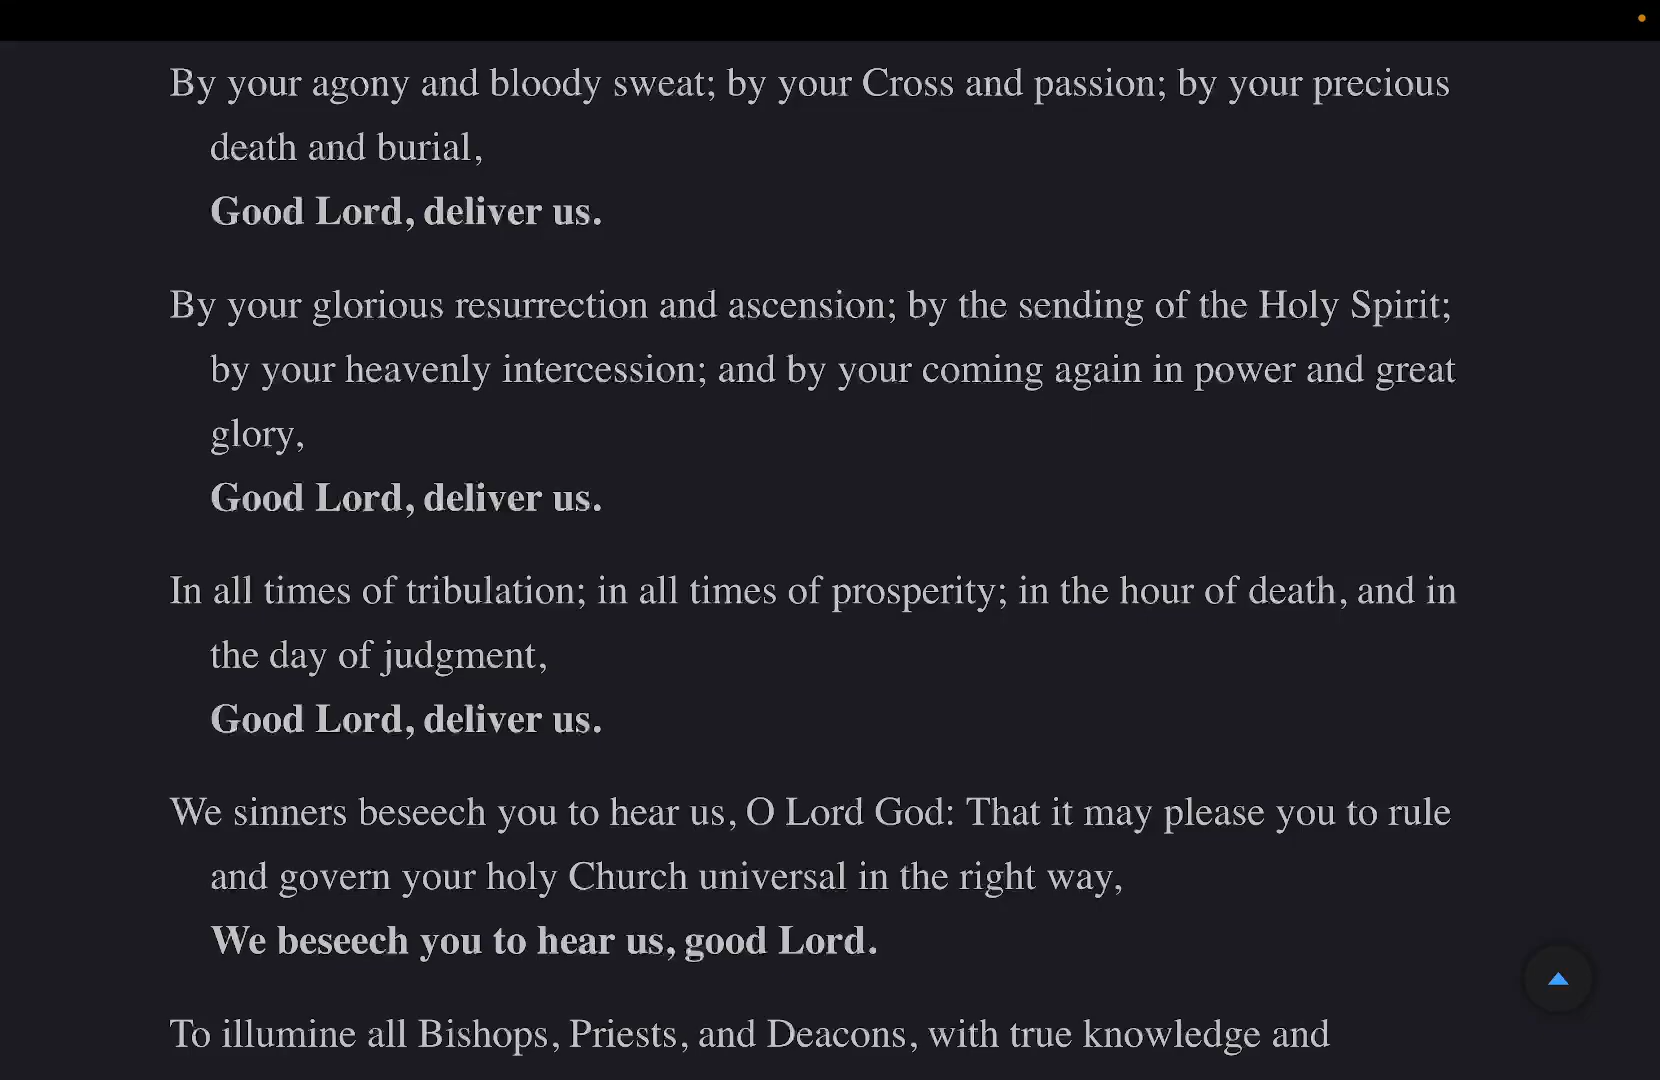 By your agony and bloody sweat; by your Cross and passion; by your precious
death and burial,
Good Lord, deliver us.
By your glorious resurrection and ascension; by the sending of the Holy Spirit;
by your heavenly intercession; and by your coming again in power and great
glory,
Good Lord, deliver us.
In all times of tribulation; in all times of prosperity; in the hour of death, and in
the day of judgment,
Good Lord, deliver us.
We sinners beseech you to hear us, O Lord God: That it may please you to rule
and govern your holy Church universal in the right way,
We beseech you to hear us, good Lord.
To illumine all Bishops, Priests, and Deacons, with true knowledge and